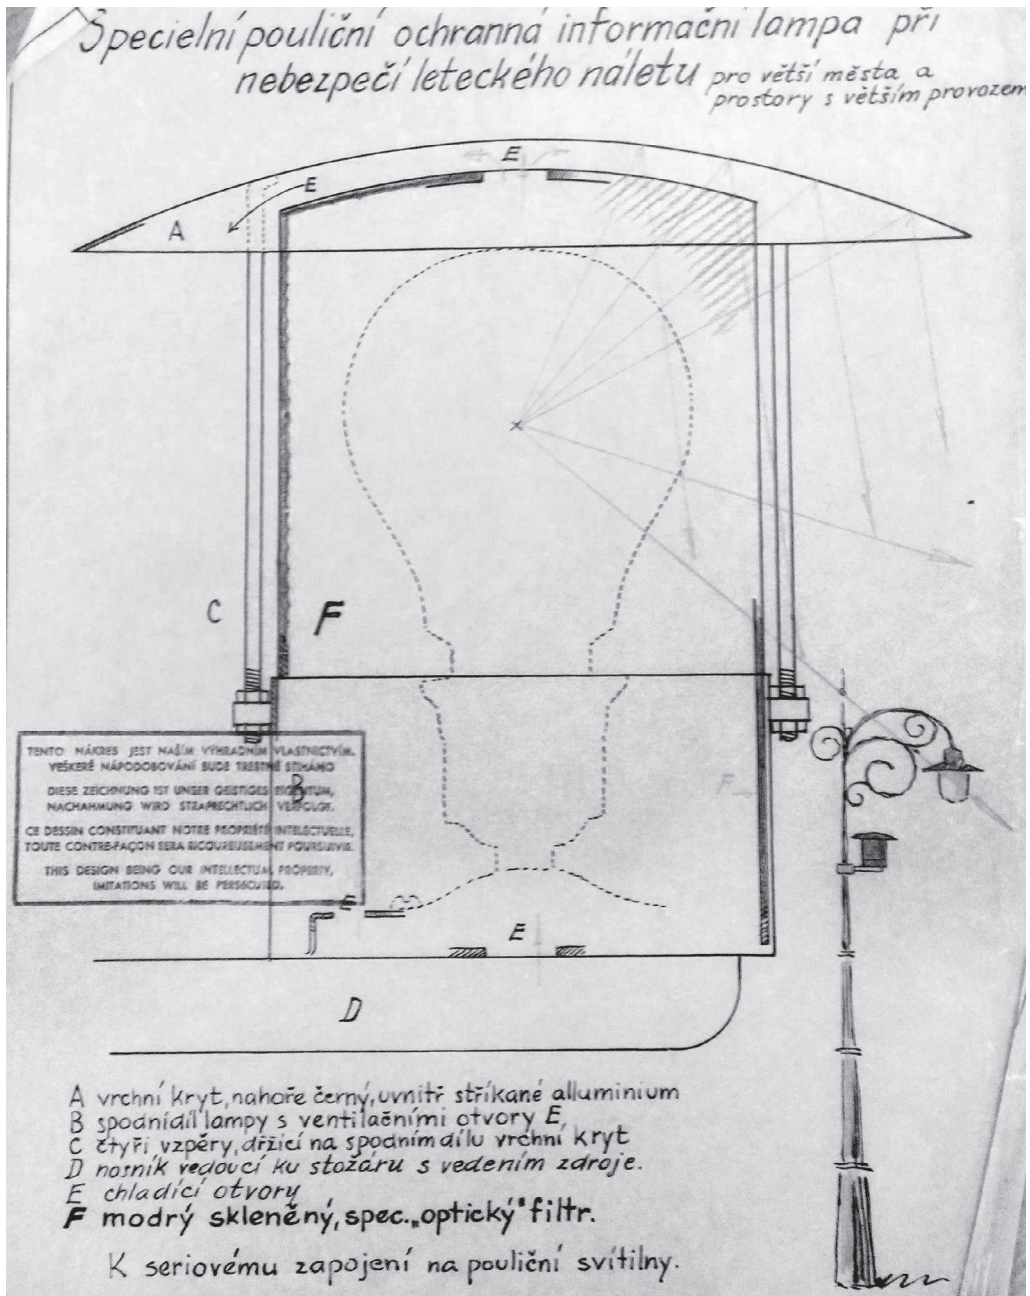 Specielní pouliční ochranná informační lampa při
nebezpečí leteckého náletu pro větší města a
prostory s větším provozem
E
E
A
C
F
TENTO NÁKRES JEST NAŠÍM VÝHRADNÍM VLASTNICTVÍM.
VEŠKERÉ NÁPODOBOVÁNÍ BUDE TRESTNĚ STÍHÁNO
DIESE ZEICHNUNG IST UNSER GEISTIGES EIGENTUM,
NACHAHMUNG WIRD STRAFRECHTLICH VERFOLGT.
CE DESSIN CONSTITUANT NOTRE PROPRIÉTÉ INTELECTUELLE,
TOUTE CONTRE-FAÇON SERA RIGOUREUSEMENT POURSUIVIE.
THIS DESIGN BEING OUR INTELLECTUAL PROPERTY,
IMITATIONS WILL BE PERSECUTED.
B
F
E
E
D
A vrchní kryt, nahoře černý, uvnitř stříkané alluminium
B spodní díl lampy s ventilačními otvory E,
C čtyři vzpěry, držící na spodním dílu vrchní kryt
D nosník vedoucí ku stožáru s vedením zdroje.
E chladící otvory
F modrý skleněný, spec. „optický" filtr.
K seriovému zapojení na pouliční svítilny.